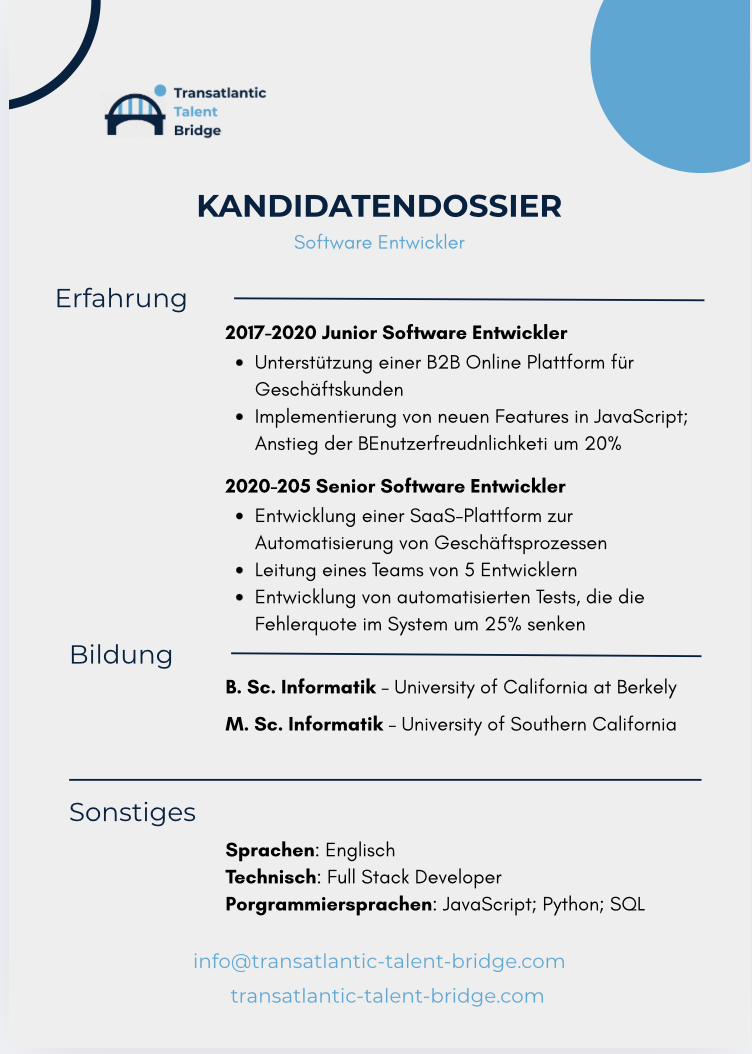 Transatlantic
Talent
Bridge
KANDIDATENDOSSIER
Software Entwickler
Erfahrung
2017-2020 Junior Software Entwickler
• Unterstützung einer B2B Online Plattform für
Geschäftskunden
• Implementierung von neuen Features in JavaScript;
Anstieg der BEnutzerfreudnlichketi um 20%
2020-205 Senior Software Entwickler
• Entwicklung einer SaaS-Plattform zur
Automatisierung von Geschäftsprozessen
• Leitung eines Teams von 5 Entwicklern
• Entwicklung von automatisierten Tests, die die
Fehlerquote im System um 25% senken
Bildung
B. Sc. Informatik – University of California at Berkely
M. Sc. Informatik – University of Southern California
Sonstiges
Sprachen: Englisch
Technisch: Full Stack Developer
Porgrammiersprachen: JavaScript; Python; SQL
info@transatlantic-talent-bridge.com
transatlantic-talent-bridge.com